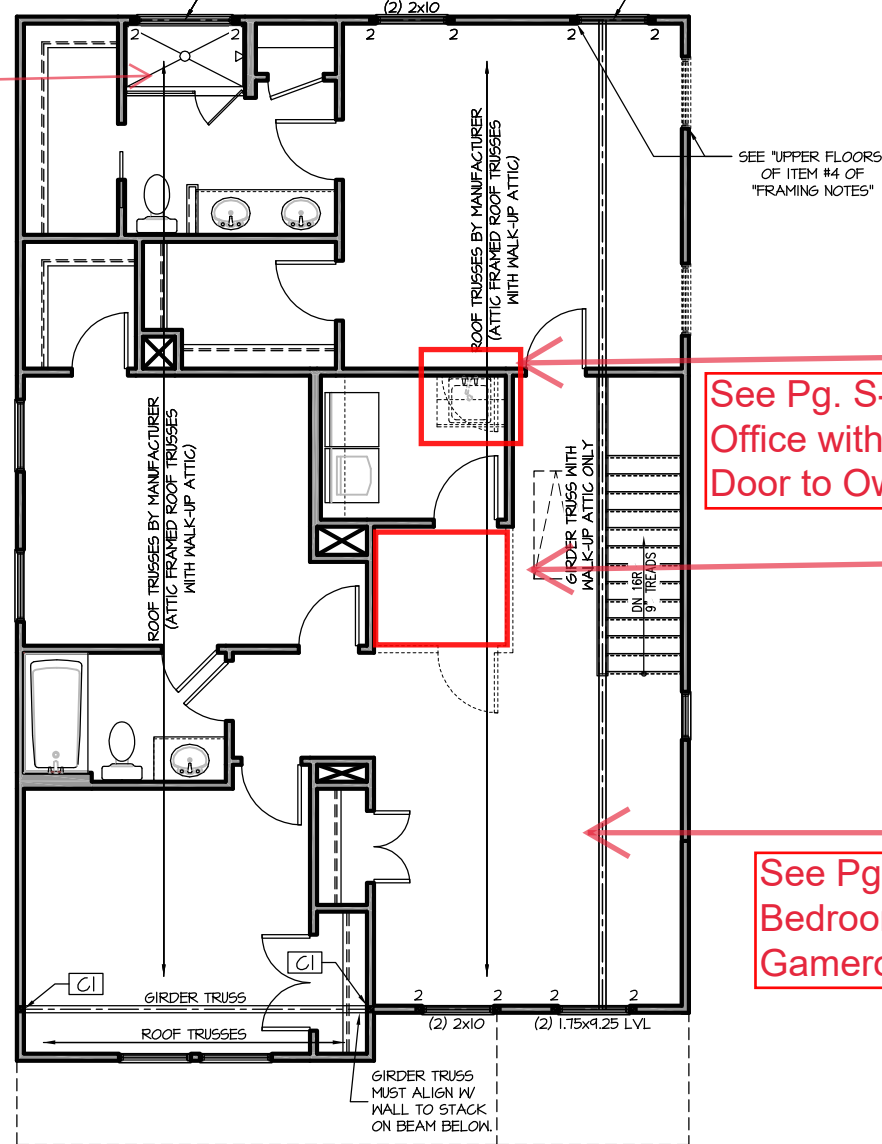 (2) 2x10
2
2
2
2
2
2
SEE "UPPER FLOORS
OF ITEM #4 OF
"FRAMING NOTES"
ROOF TRUSSES BY MANUFACTURER
(ATTIC FRAMED ROOF TRUSSES
WITH WALK-UP ATTIC)
See Pg. S-
Office with
Door to Ow
ROOF TRUSSES BY MANUFACTURER
(ATTIC FRAMED ROOF TRUSSES
WITH WALK-UP ATTIC)
GIRDER TRUSS WITH
WALK-UP ATTIC ONLY
DN 16R
9" TREADS
See Pg
Bedroo
Gamero
C1
C1
GIRDER TRUSS
ROOF TRUSSES
2
2
2
2
(2) 2x10
(2) 1.75x9.25 LVL
GIRDER TRUSS
MUST ALIGN W/
WALL TO STACK
ON BEAM BELOW.